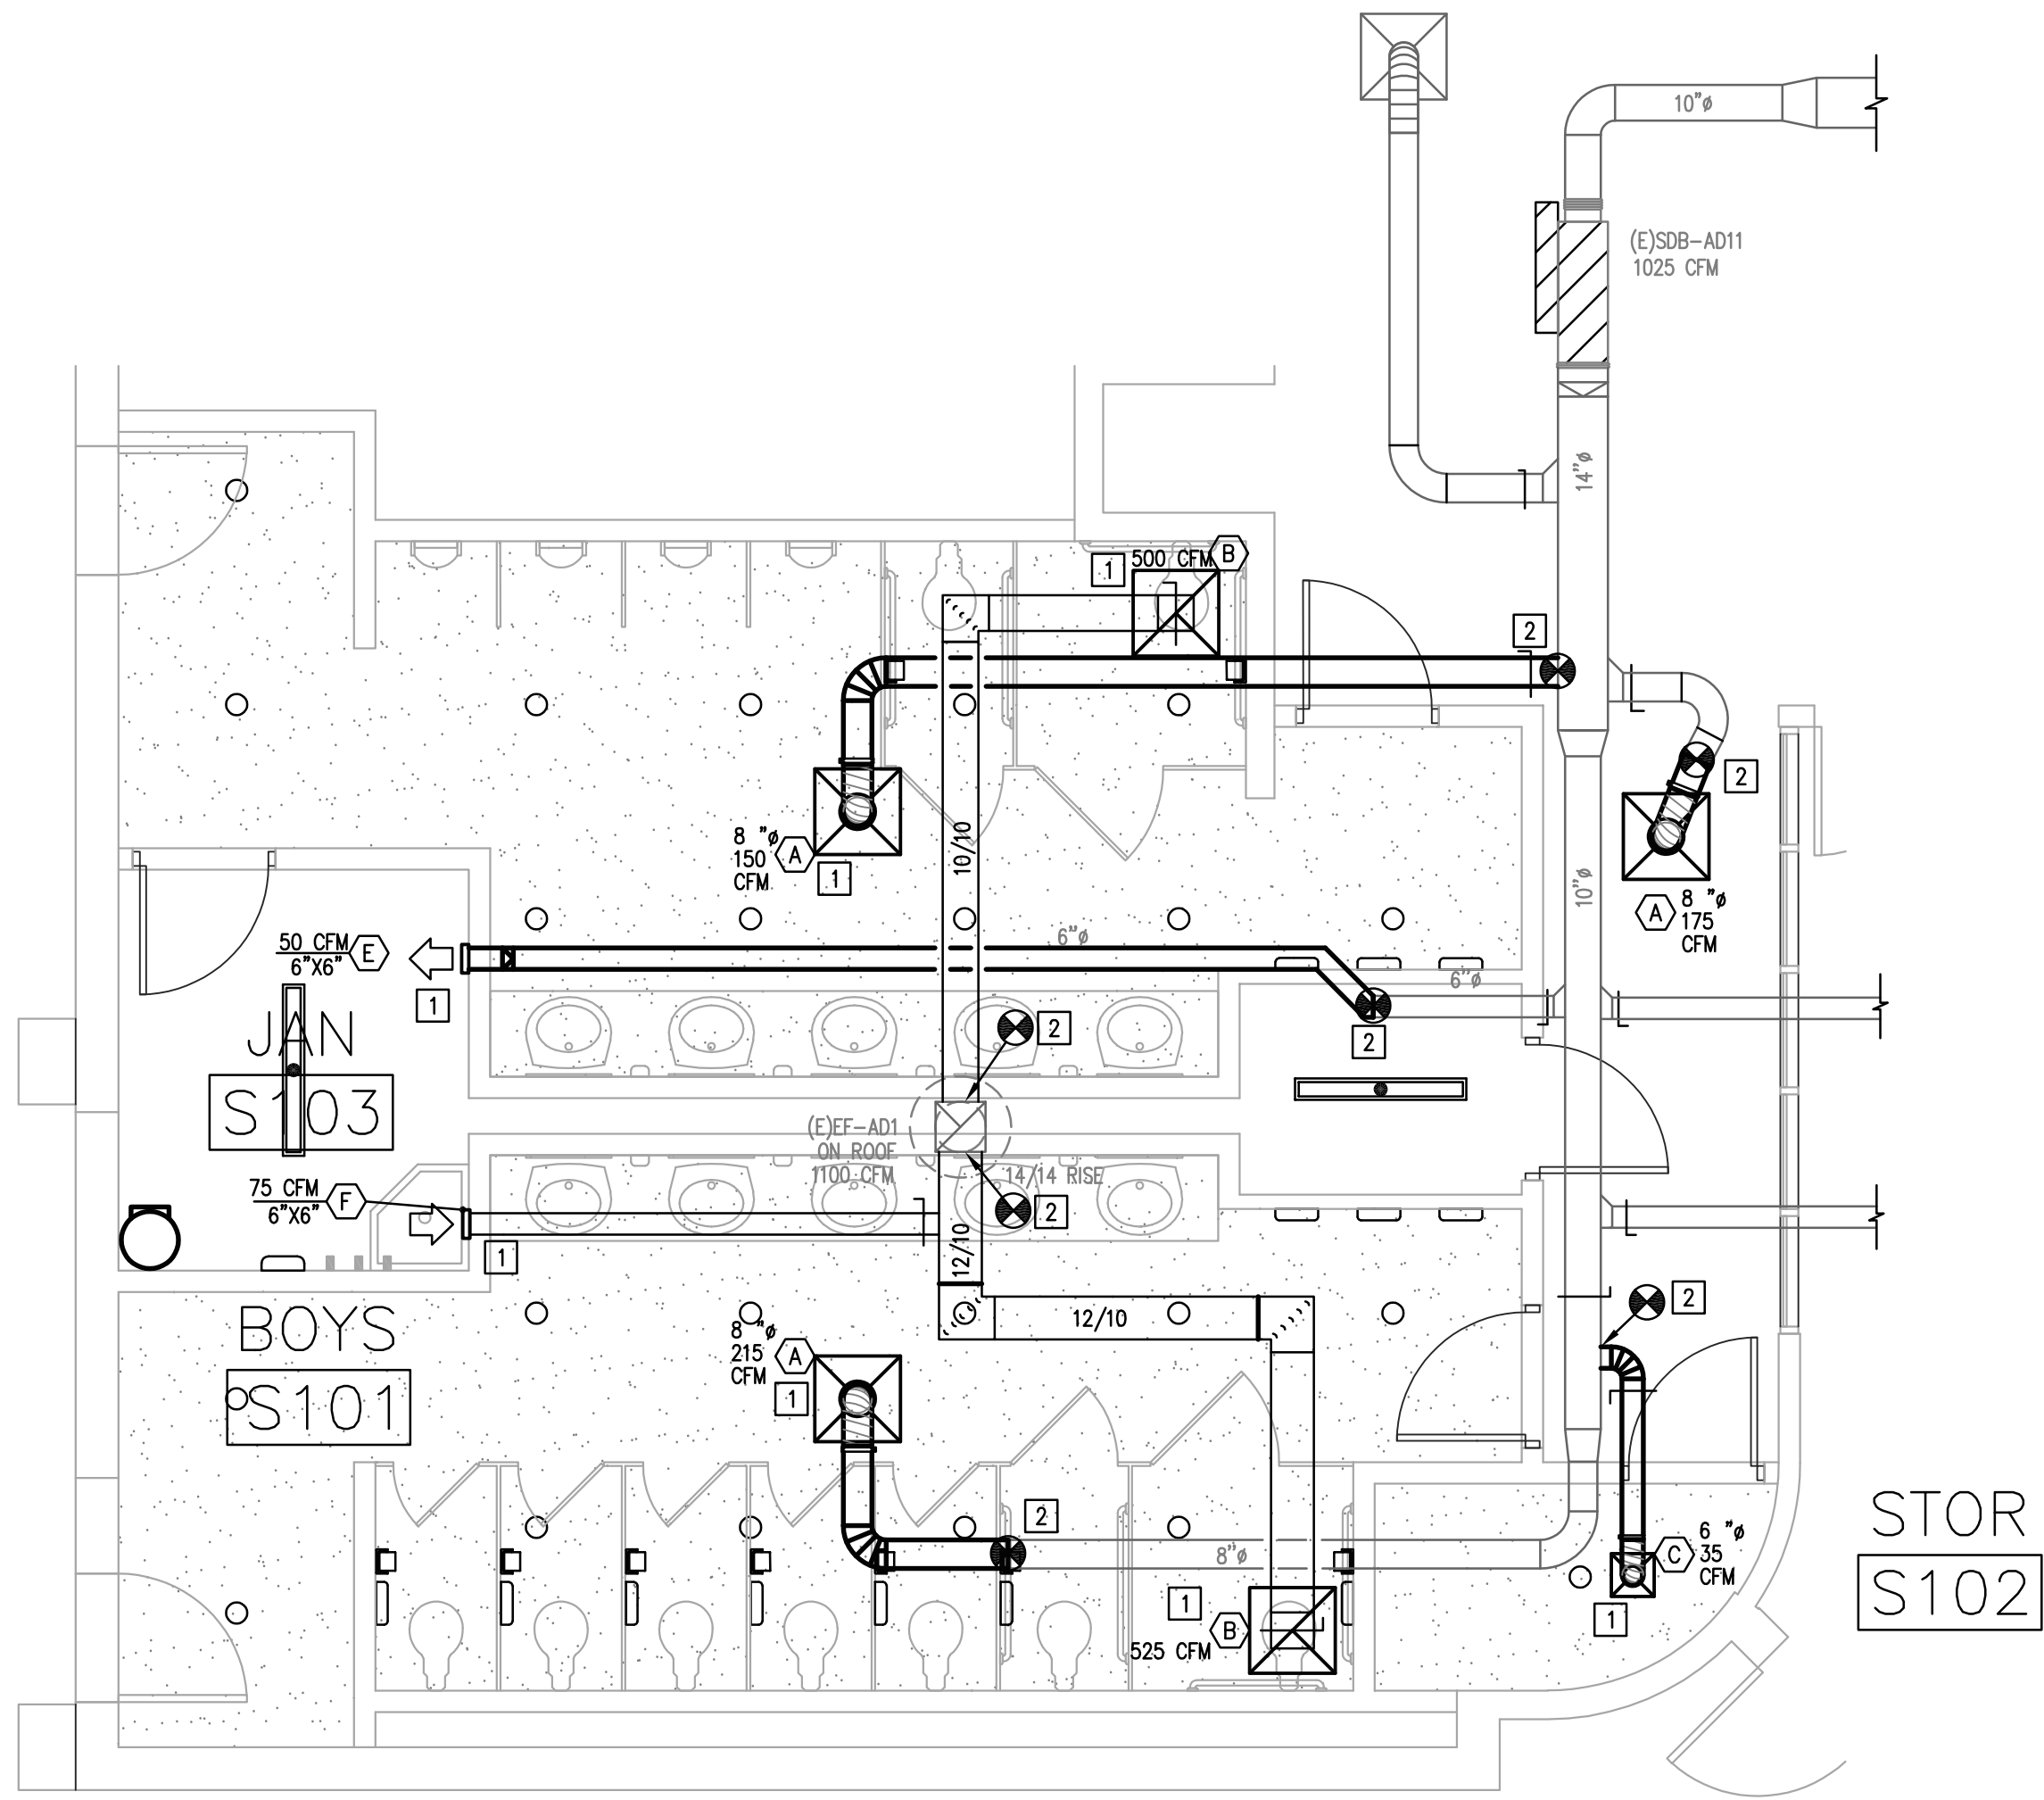 10"ø
(E)SDB-AD11
1025 CFM
14"ø
1
500 CFM
B
2
2
8 "ø
150
CFM
A
1
10/10
10"ø
A
8 "ø
175
CFM
50 CFM
6"X6"
E
1
6"ø
6"ø
2
2
JAN
S103
(E)EF-AD1
ON ROOF
1100 CFM
14/14 RISE
2
75 CFM
6"X6"
F
1
12/10
12/10
2
BOYS
S101
8 "ø
215
CFM
A
1
2
8"ø
6 "ø
35
CFM
C
1
1
B
525 CFM
STOR
S102